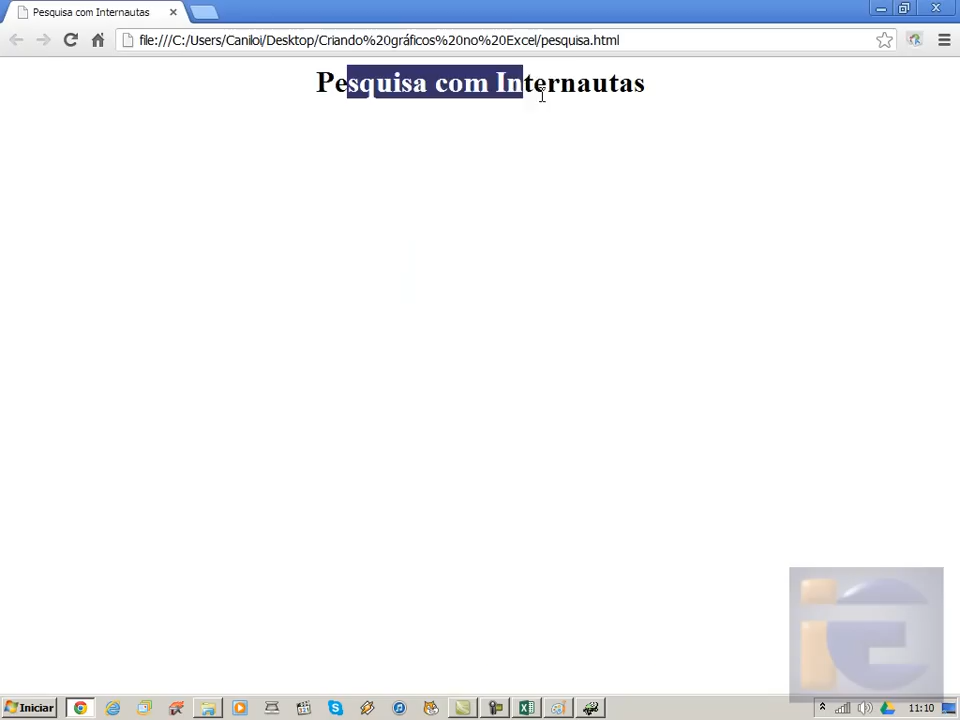 Pesquisa com Internautas
file:///C:/Users/Caniloi/Desktop/Criando%20gráficos%20no%20Excel/pesquisa.html
Pesquisa com Internautas
Iniciar
11:10